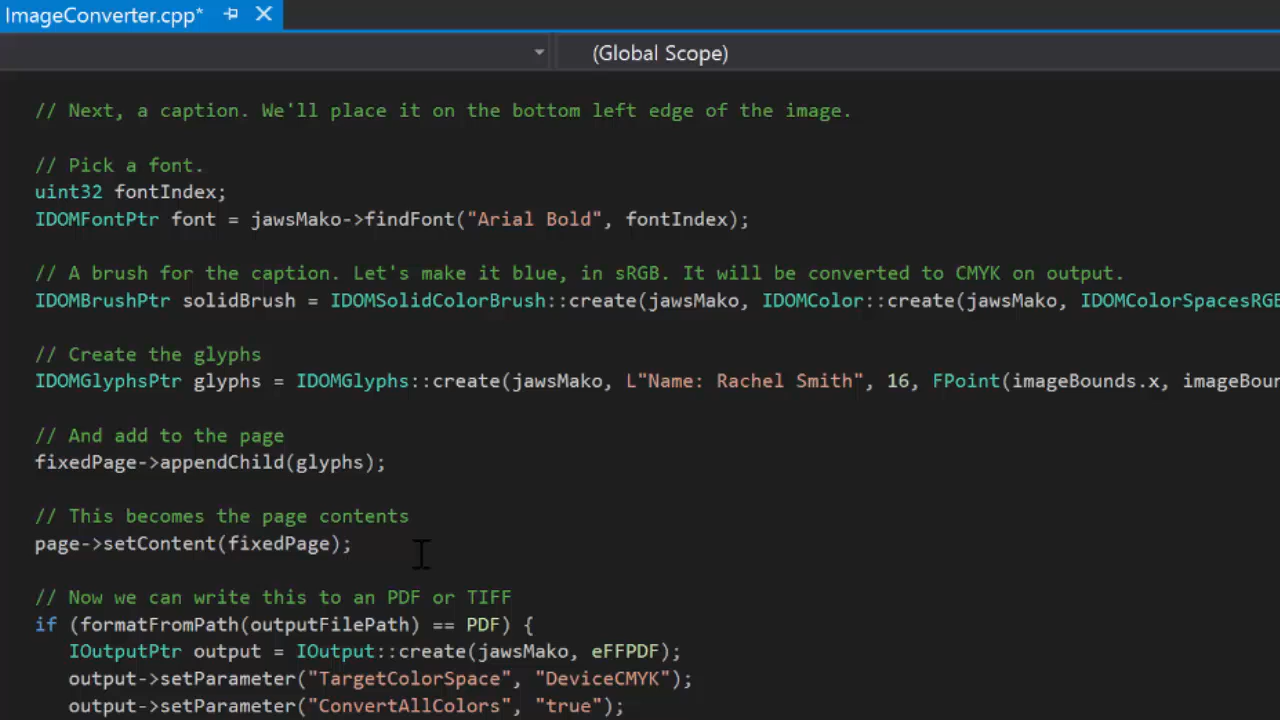 ImageConverter.cpp*
(Global Scope)
// Next, a caption. We'll place it on the bottom left edge of the image.
// Pick a font.
uint32 fontIndex;
IDOMFontPtr font = jawsMako->findFont("Arial Bold", fontIndex);
// A brush for the caption. Let's make it blue, in sRGB. It will be converted to CMYK on output.
IDOMBrushPtr solidBrush = IDOMSolidColorBrush::create(jawsMako, IDOMColor::create(jawsMako, IDOMColorSpacesRGB
// Create the glyphs
IDOMGlyphsPtr glyphs = IDOMGlyphs::create(jawsMako, L"Name: Rachel Smith", 16, FPoint(imageBounds.x, imageBoun
// And add to the page
fixedPage->appendChild(glyphs);
// This becomes the page contents
page->setContent(fixedPage);
// Now we can write this to an PDF or TIFF
if (formatFromPath(outputFilePath) == PDF) {
IOutputPtr output = IOutput::create(jawsMako, eFFPDF);
output->setParameter("TargetColorSpace", "DeviceCMYK");
output->setParameter("ConvertAllColors", "true");